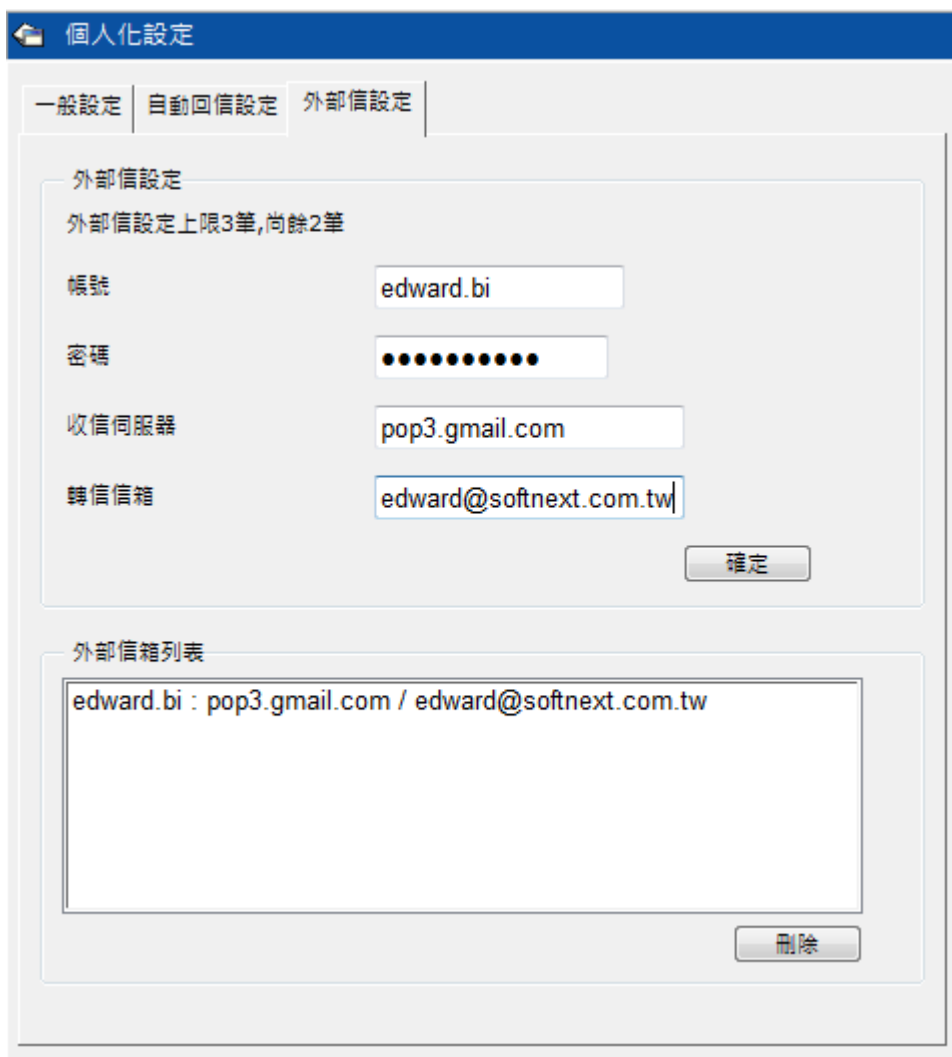 個人化設定
一般設定 自動回信設定 外部信設定
外部信設定
外部信設定上限3筆,尚餘2筆
帳號 edward.bi
密碼 ●●●●●●●●●●
收信伺服器 pop3.gmail.com
轉信信箱 edward@softnext.com.tw
確定
外部信箱列表
edward.bi : pop3.gmail.com / edward@softnext.com.tw
刪除